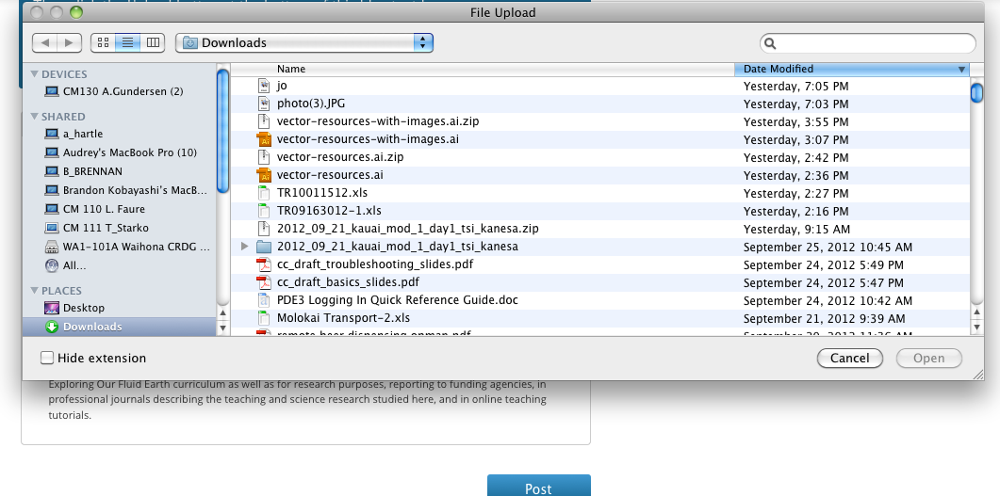 File Upload
Downloads
Name Date Modified
DEVICES
CM130 A.Gundersen (2)
SHARED
a_hartle
Audrey's MacBook Pro (10)
B_BRENNAN
Brandon Kobayashi's MacB...
CM 110 L. Faure
CM 111 T_Starko
WA1-101A Waihona CRDG ...
All...
PLACES
Desktop
Downloads
jo Yesterday, 7:05 PM
photo(3).JPG Yesterday, 7:03 PM
vector-resources-with-images.ai.zip Yesterday, 3:55 PM
vector-resources-with-images.ai Yesterday, 3:07 PM
vector-resources.ai.zip Yesterday, 2:42 PM
vector-resources.ai Yesterday, 2:36 PM
TR10011512.xls Yesterday, 2:27 PM
TR09163012-1.xls Yesterday, 2:16 PM
2012_09_21_kauai_mod_1_day1_tsi_kanesa.zip Yesterday, 9:15 AM
2012_09_21_kauai_mod_1_day1_tsi_kanesa September 25, 2012 10:45 AM
cc_draft_troubleshooting_slides.pdf September 24, 2012 5:49 PM
cc_draft_basics_slides.pdf September 24, 2012 5:47 PM
PDE3 Logging In Quick Reference Guide.doc September 24, 2012 10:42 AM
Molokai Transport-2.xls September 21, 2012 9:39 AM
Hide extension
Cancel Open
Exploring Our Fluid Earth curriculum as well as for research purposes, reporting to funding agencies, in
professional journals describing the teaching and science research studied here, and in online teaching
tutorials.
Post